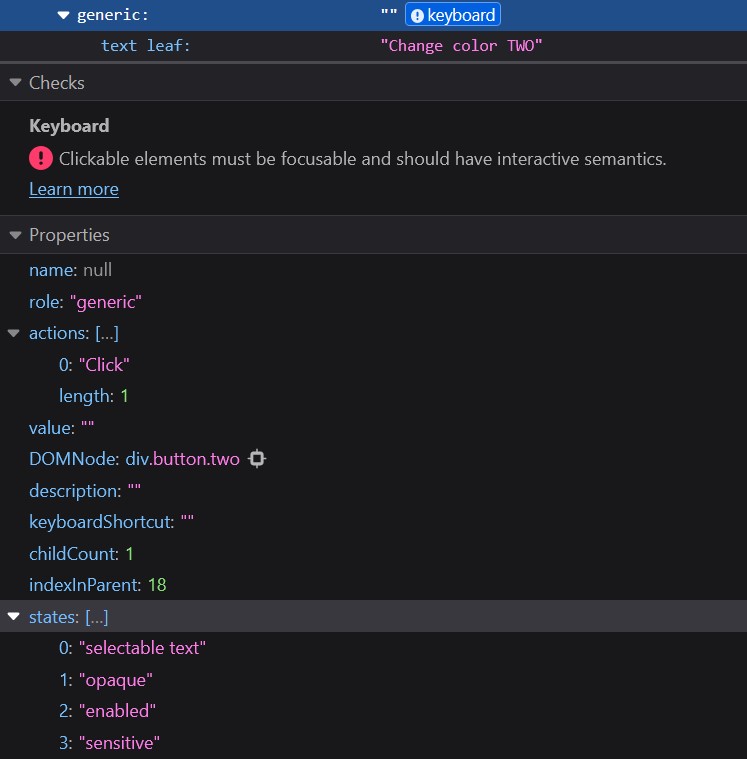 generic: "" keyboard
text leaf: "Change color TWO"
Checks
Keyboard
Clickable elements must be focusable and should have interactive semantics.
Learn more
Properties
name: null
role: "generic"
actions: […]
0: "Click"
length: 1
value: ""
DOMNode: div.button.two
description: ""
keyboardShortcut: ""
childCount: 1
indexInParent: 18
states: […]
0: "selectable text"
1: "opaque"
2: "enabled"
3: "sensitive"